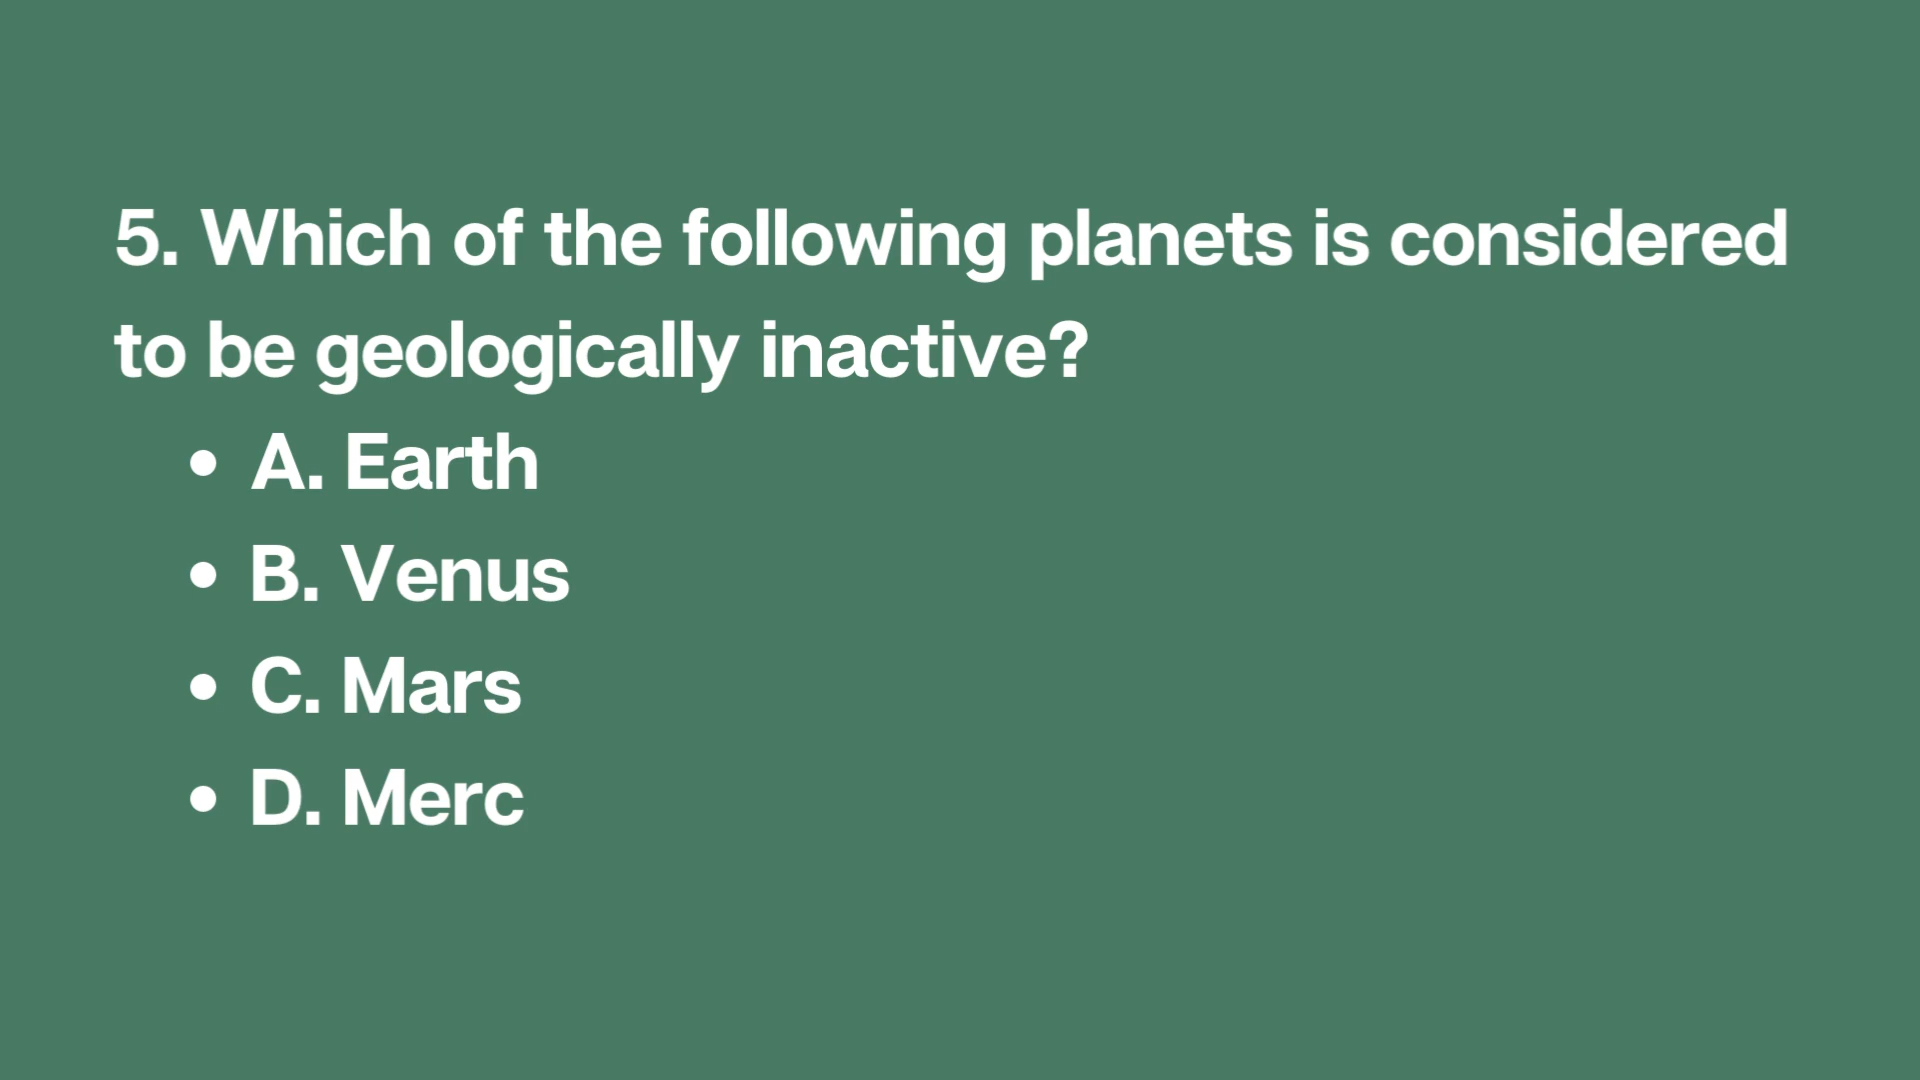 5. Which of the following planets is considered
to be geologically inactive?
• A. Earth
• B. Venus
• C. Mars
• D. Merc